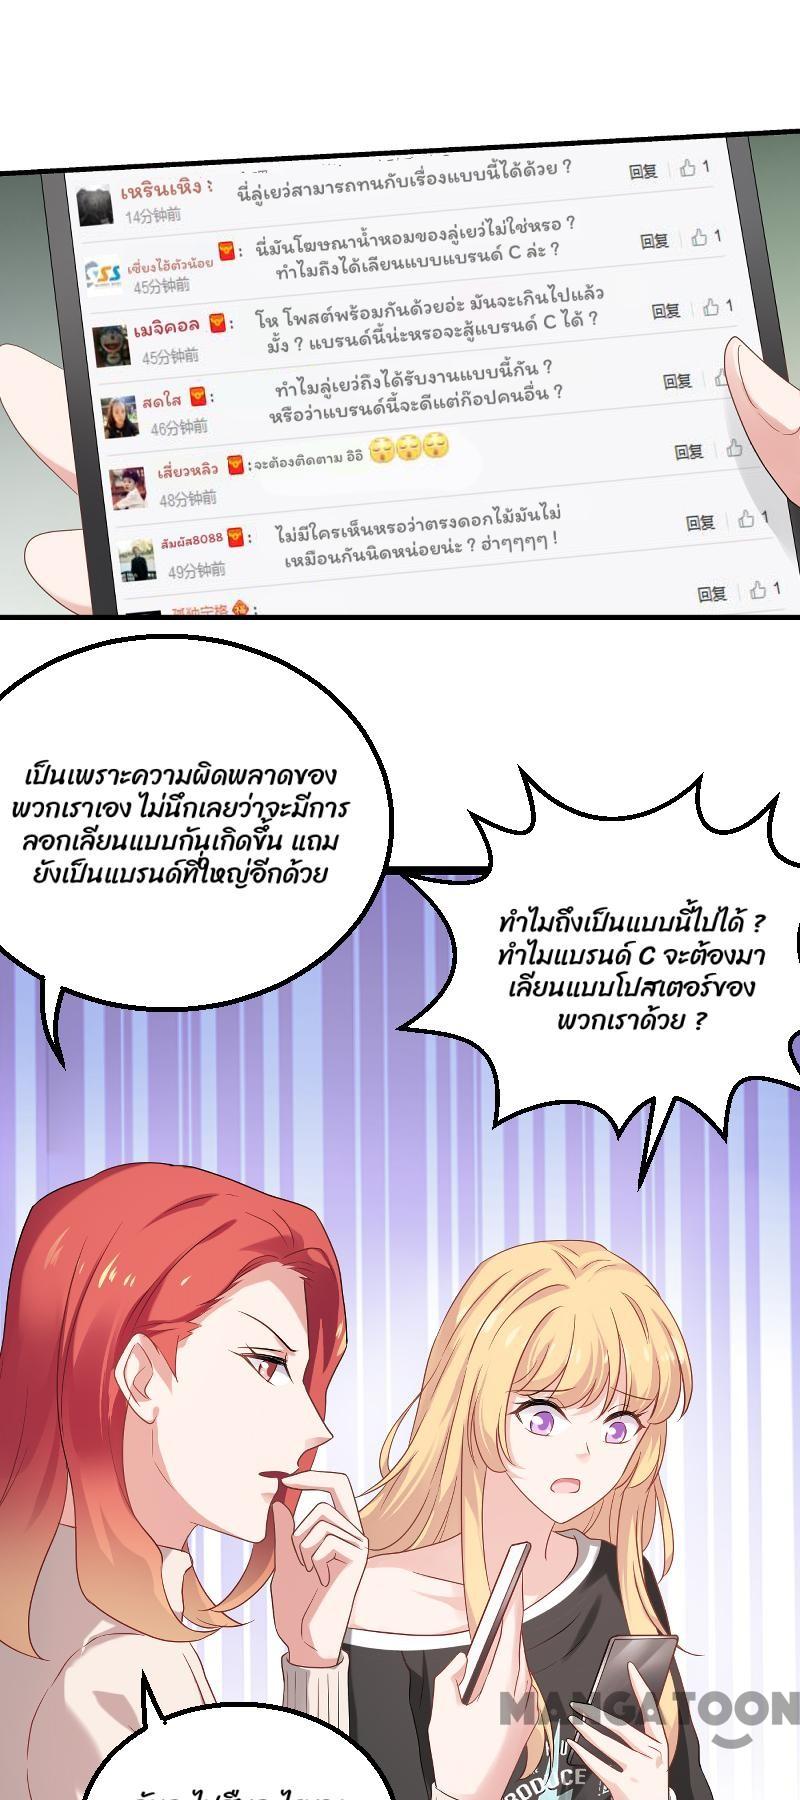 เหรินเหิง :
นี่ลู่เยว่สามารถทนกับเรื่องแบบนี้ได้ด้วย ?
回复 1
14分钟前
เซี่ยงไฮ้ตัวน้อย :
นี่มันโฆษณาน้ำหอมของลู่เยว่ไม่ใช่หรอ ?
ทำไมถึงได้เลียนแบบแบรนด์ C ล่ะ ?
回复 1
45分钟前
เมจิคอล :
โห โพสต์พร้อมกันด้วยอ่ะ มันจะเกินไปแล้ว
มั้ง ? แบรนด์นี้น่ะหรอจะสู้แบรนด์ C ได้ ?
回复 1
45分钟前
สดใส :
ทำไมลู่เยว่ถึงได้รับงานแบบนี้กัน ?
หรือว่าแบรนด์นี้จะดีแต่ก๊อปคนอื่น ?
回复
46分钟前
เสี่ยวหลิว :
จะต้องติดตาม อิอิ
回复
48分钟前
สัมผัส8088 :
ไม่มีใครเห็นหรอว่าตรงดอกไม้มันไม่
เหมือนกันนิดหน่อยน่ะ ? ฮ่าๆๆๆๆ !
回复 1
49分钟前
孤独宁格 :
回复 1
เป็นเพราะความผิดพลาดของ
พวกเราเอง ไม่นึกเลยว่าจะมีการ
ลอกเลียนแบบกันเกิดขึ้น แถม
ยังเป็นแบรนด์ที่ใหญ่อีกด้วย
ทำไมถึงเป็นแบบนี้ไปได้ ?
ทำไมแบรนด์ C จะต้องมา
เลียนแบบโปสเตอร์ของ
พวกเราด้วย ?
MANGATOON